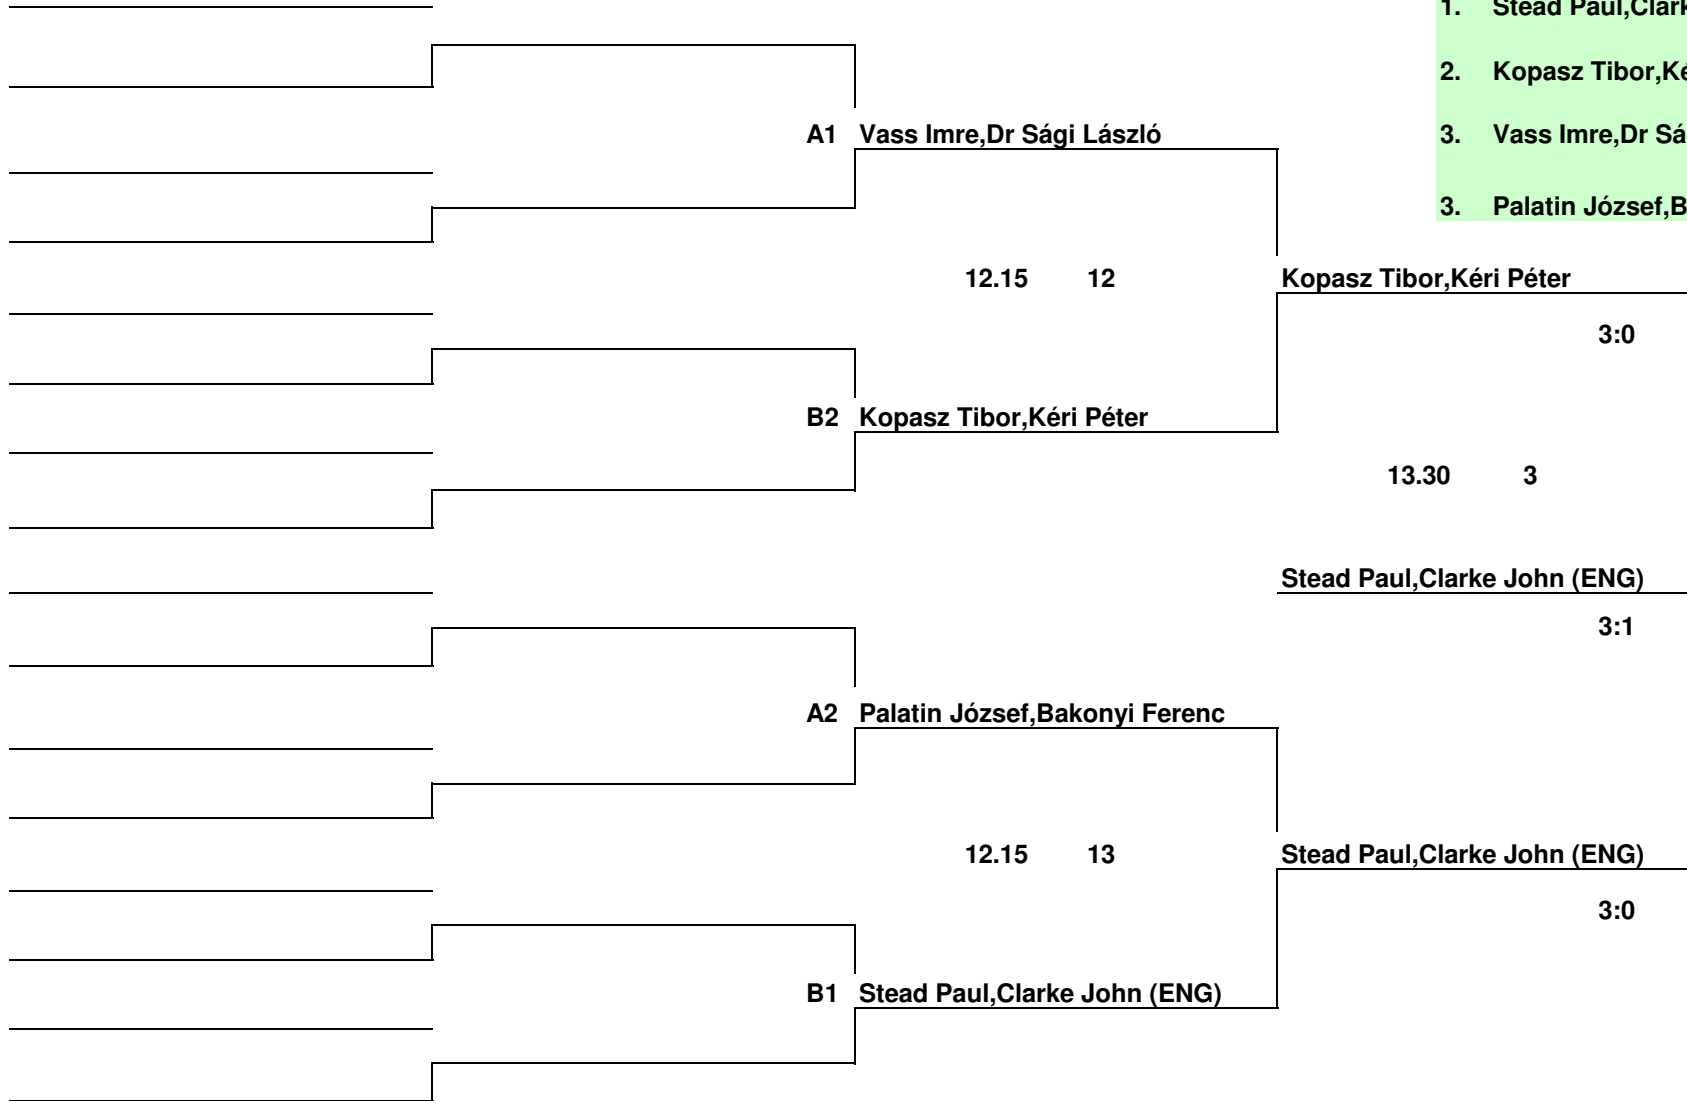 1. Stead Paul,Clark
2. Kopasz Tibor,Ké
A1 Vass Imre,Dr Sági László
3. Vass Imre,Dr Sá
3. Palatin József,B
12.15 12
Kopasz Tibor,Kéri Péter
3:0
B2 Kopasz Tibor,Kéri Péter
13.30 3
Stead Paul,Clarke John (ENG)
3:1
A2 Palatin József,Bakonyi Ferenc
12.15 13
Stead Paul,Clarke John (ENG)
3:0
B1 Stead Paul,Clarke John (ENG)